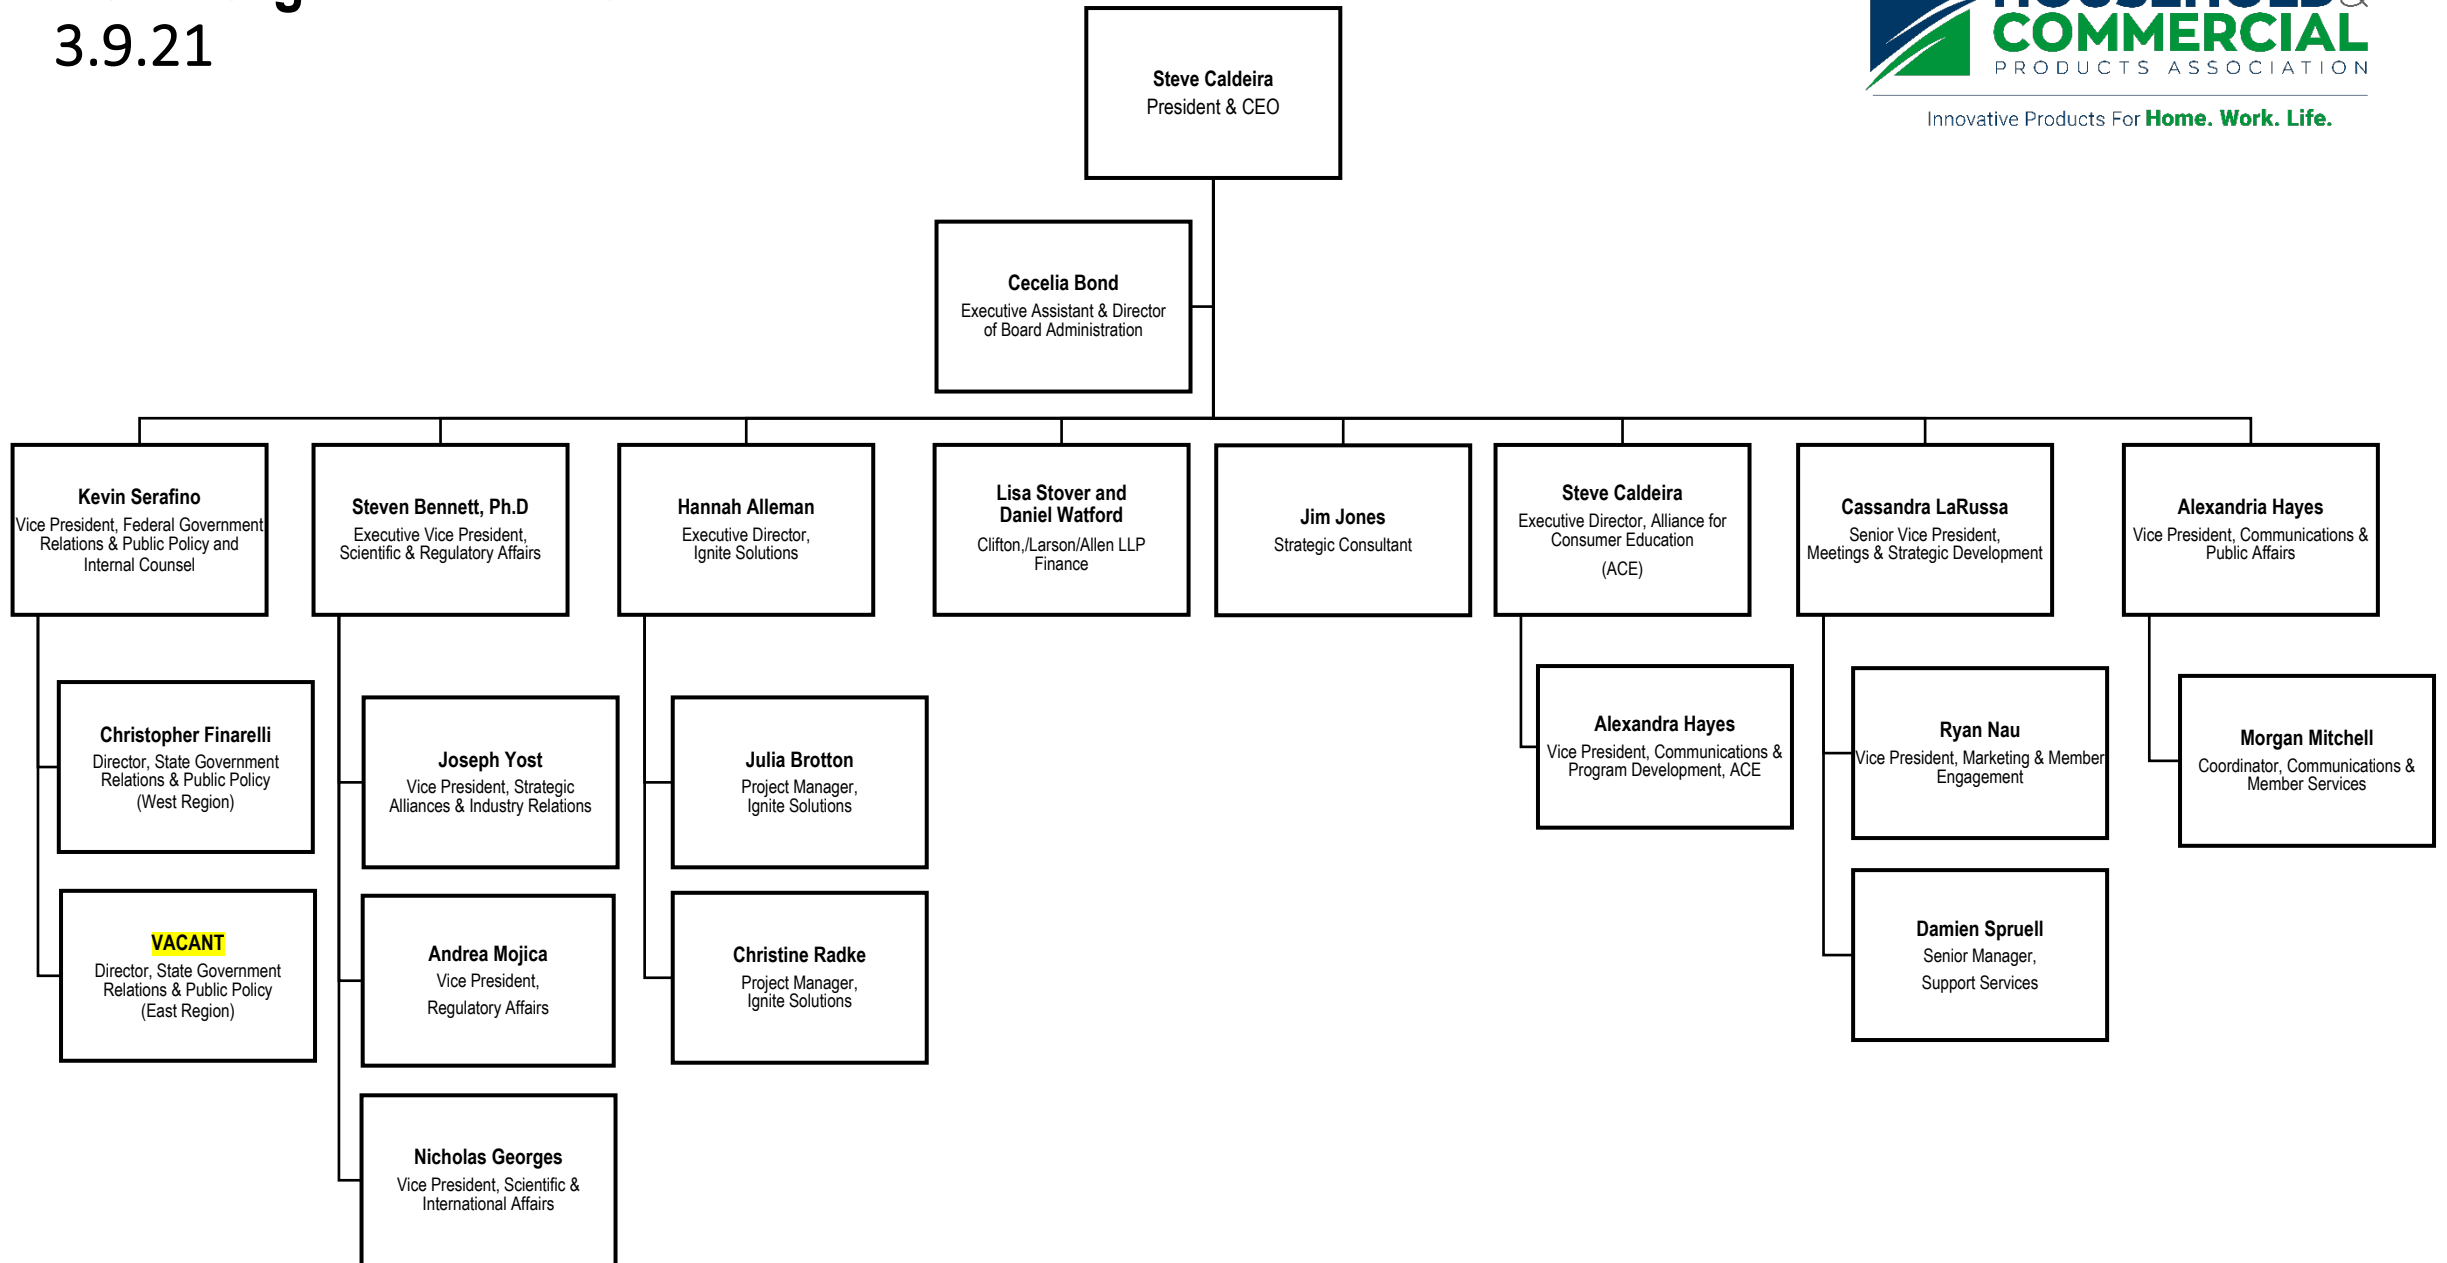 3.9.21
COMMERCIAL
PRODUCTS ASSOCIATION
Innovative Products For Home. Work. Life.
Steve Caldeira
President & CEO
Cecelia Bond
Executive Assistant & Director
of Board Administration
Kevin Serafino
Vice President, Federal Government
Relations & Public Policy and
Internal Counsel
Steven Bennett, Ph.D
Executive Vice President,
Scientific & Regulatory Affairs
Hannah Alleman
Executive Director,
Ignite Solutions
Lisa Stover and
Daniel Watford
Clifton,/Larson/Allen LLP
Finance
Jim Jones
Strategic Consultant
Steve Caldeira
Executive Director, Alliance for
Consumer Education
(ACE)
Cassandra LaRussa
Senior Vice President,
Meetings & Strategic Development
Alexandria Hayes
Vice President, Communications &
Public Affairs
Christopher Finarelli
Director, State Government
Relations & Public Policy
(West Region)
VACANT
Director, State Government
Relations & Public Policy
(East Region)
Joseph Yost
Vice President, Strategic
Alliances & Industry Relations
Andrea Mojica
Vice President,
Regulatory Affairs
Nicholas Georges
Vice President, Scientific &
International Affairs
Julia Brotton
Project Manager,
Ignite Solutions
Christine Radke
Project Manager,
Ignite Solutions
Alexandra Hayes
Vice President, Communications &
Program Development, ACE
Ryan Nau
Vice President, Marketing & Member
Engagement
Damien Spruell
Senior Manager,
Support Services
Morgan Mitchell
Coordinator, Communications &
Member Services